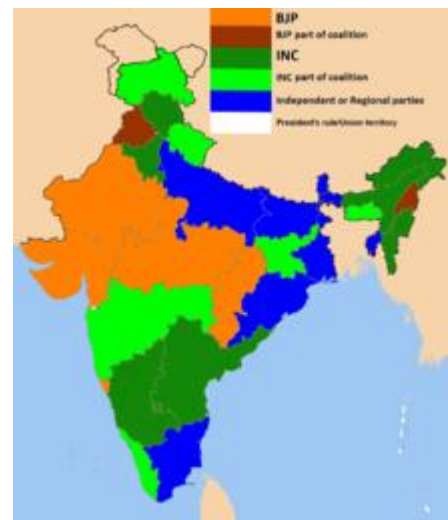 BJP
BJP part of coalition
INC
INC part of coalition
Independent or Regional parties
President's rule/Union territory